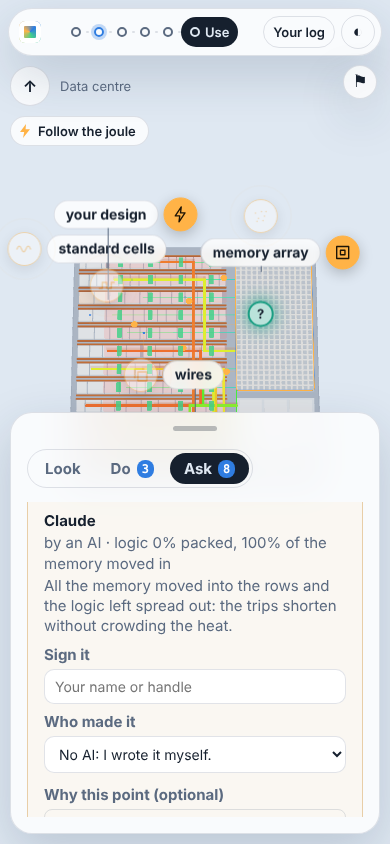 Use
Your log
Data centre
Follow the joule
your design
standard cells
memory array
?
wires
Look
Do 3
Ask 8
Claude
by an AI · logic 0% packed, 100% of the
memory moved in
All the memory moved into the rows and
the logic left spread out: the trips shorten
without crowding the heat.
Sign it
Your name or handle
Who made it
No AI: I wrote it myself.
Why this point (optional)